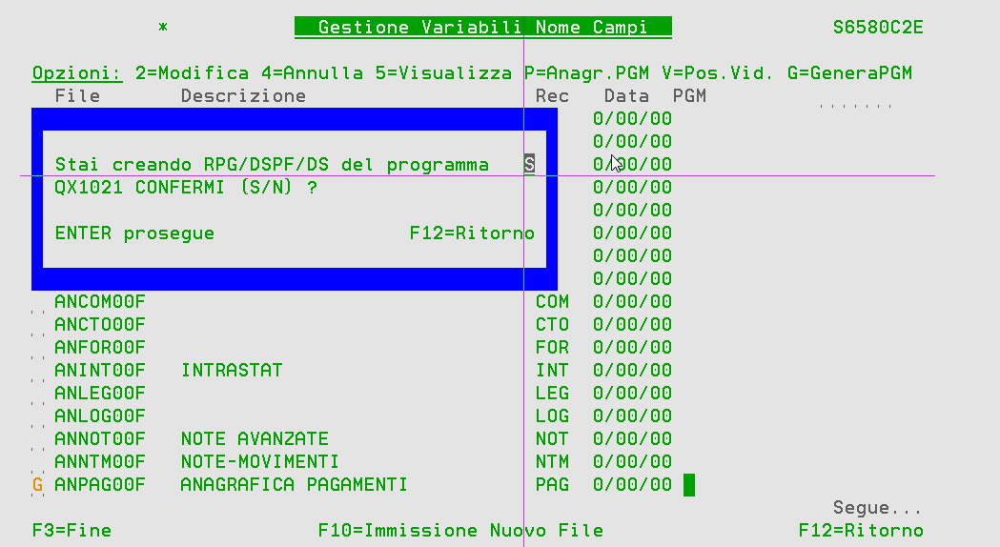 * Gestione Variabili Nome Campi S6580C2E
Opzioni: 2=Modifica 4=Annulla 5=Visualizza P=Anagr.PGM V=Pos.Vid. G=GeneraPGM
File Descrizione Rec Data PGM
0/00/00
0/00/00
Stai creando RPG/DSPF/DS del programma S 0/00/00
QX1021 CONFERMI (S/N) ? 0/00/00
0/00/00
ENTER prosegue F12=Ritorno 0/00/00
0/00/00
0/00/00
ANCOM00F COM 0/00/00
ANCTO00F CTO 0/00/00
ANFOR00F FOR 0/00/00
ANINT00F INTRASTAT INT 0/00/00
ANLEG00F LEG 0/00/00
ANLOG00F LOG 0/00/00
ANNOT00F NOTE AVANZATE NOT 0/00/00
ANNTM00F NOTE-MOVIMENTI NTM 0/00/00
G ANPAG00F ANAGRAFICA PAGAMENTI PAG 0/00/00
Segue...
F3=Fine F10=Immissione Nuovo File F12=Ritorno